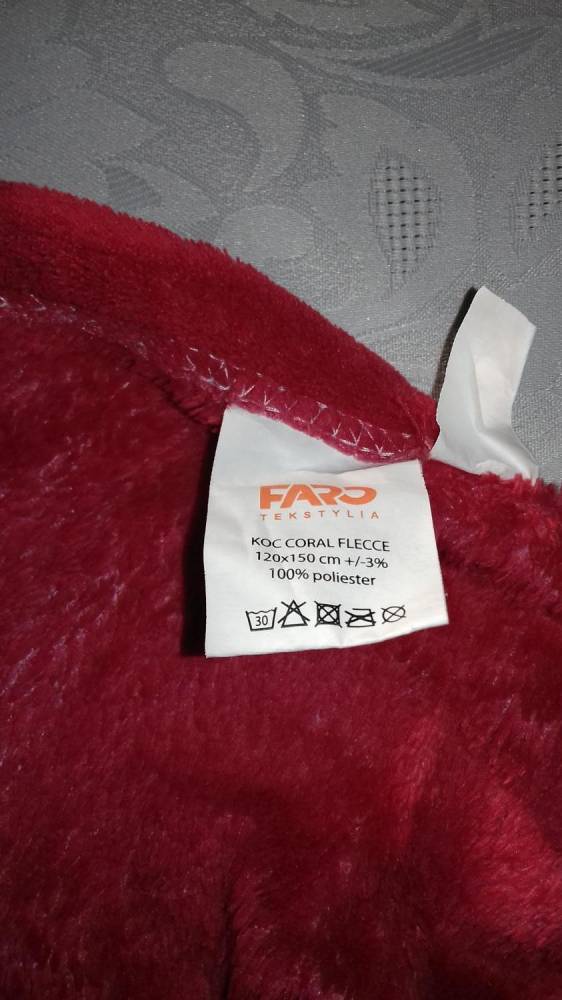 FARO
TEKSTYLIA
KOC CORAL FLECCE
120x150 cm +/-3%
100% poliester
30